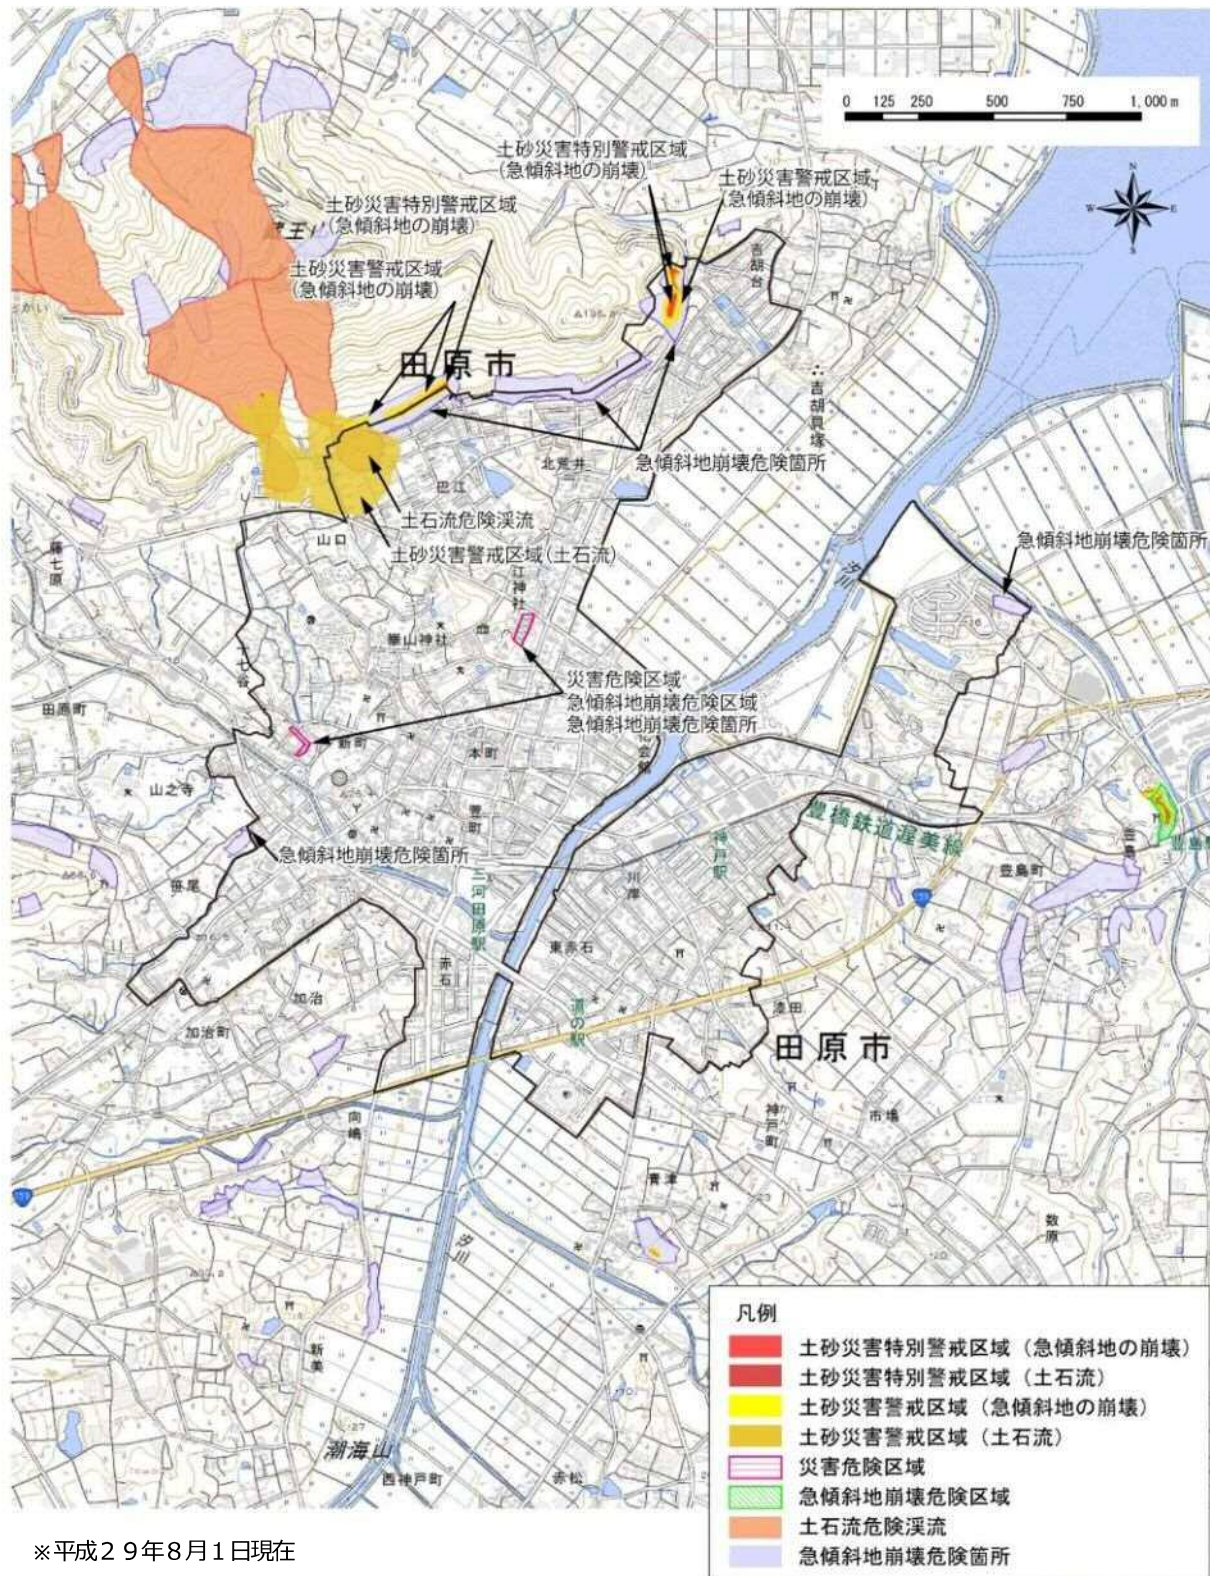 0 125 250 500 750 1,000 m
土砂災害特別警戒区域
(急傾斜地の崩壊)
土砂災害警戒区域
(急傾斜地の崩壊)
N
W E
S
土砂災害特別警戒区域
(急傾斜地の崩壊)
土砂災害警戒区域
(急傾斜地の崩壊)
吉胡台
田原市
吉胡貝塚
北荒井
急傾斜地崩壊危険箇所
巴江
土石流危険渓流
山口
土砂災害警戒区域(土石流)
急傾斜地崩壊危険箇所
藤七原
汐川
江神社
華山神社
災害危険区域
急傾斜地崩壊危険区域
急傾斜地崩壊危険箇所
田原町
新町
本町
山之寺
豊町
豊橋鉄道渥美線
神戸駅
急傾斜地崩壊危険箇所
笹尾
川岸
豊島町
三河田原駅
東赤石
赤石
加治
道の駅
漆田
加治町
田原市
向嶋
神戸町
市場
青津
数原
汐川
新美
潮海山
西神戸町
赤松
凡例
土砂災害特別警戒区域(急傾斜地の崩壊)
土砂災害特別警戒区域(土石流)
土砂災害警戒区域(急傾斜地の崩壊)
土砂災害警戒区域(土石流)
災害危険区域
急傾斜地崩壊危険区域
土石流危険渓流
急傾斜地崩壊危険箇所
※平成29年8月1日現在